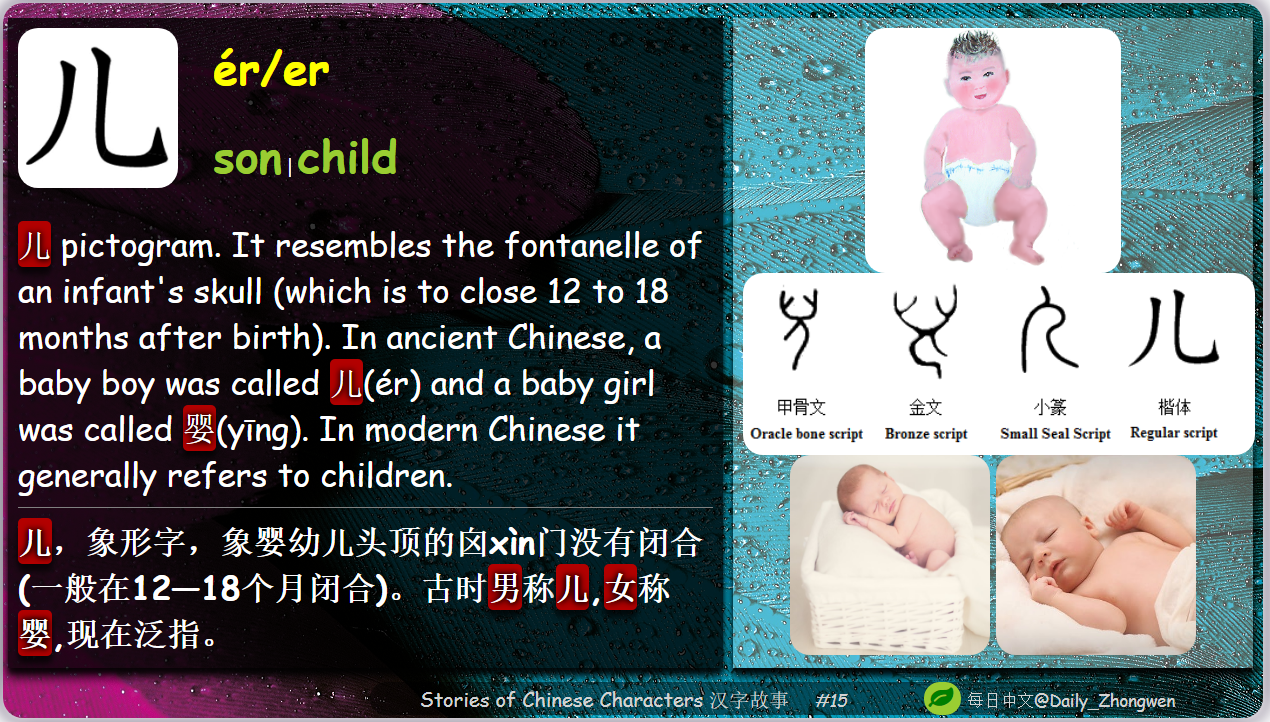 儿
ér/er
son|child
儿 pictogram. It resembles the fontanelle of
an infant's skull (which is to close 12 to 18
months after birth). In ancient Chinese, a
baby boy was called 儿(ér) and a baby girl
was called 婴(yīng). In modern Chinese it
generally refers to children.
儿，象形字，象婴幼儿头顶的囟xìn门没有闭合
(一般在12—18个月闭合)。古时男称儿,女称
婴,现在泛指。
儿
甲骨文 金文 小篆 楷体
Oracle bone script Bronze script Small Seal Script Regular script
Stories of Chinese Characters 汉字故事 #15 每日中文@Daily_Zhongwen